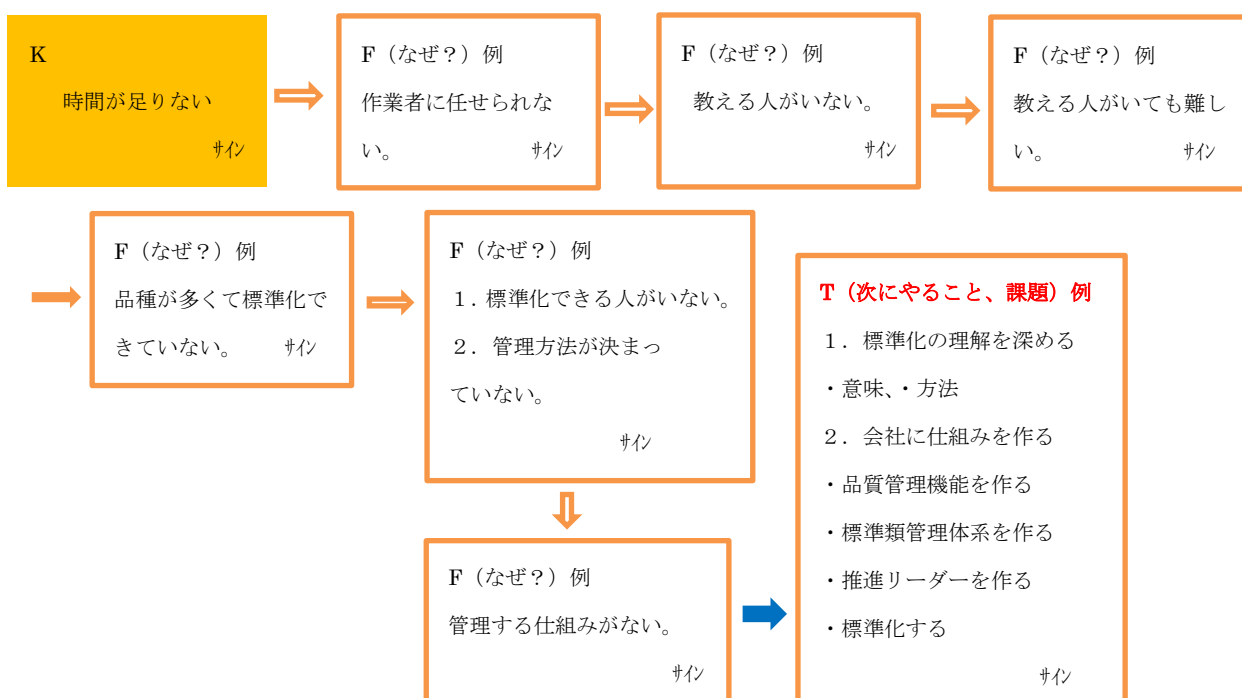 K
時間が足りない
ｻｲﾝ
F（なぜ？）例
作業者に任せられな
い。 ｻｲﾝ
F（なぜ？）例
教える人がいない。
ｻｲﾝ
F（なぜ？）例
教える人がいても難し
い。 ｻｲﾝ
F（なぜ？）例
品種が多くて標準化で
きていない。 ｻｲﾝ
F（なぜ？）例
１．標準化できる人がいない。
２．管理方法が決まっ
ていない。
ｻｲﾝ
F（なぜ？）例
管理する仕組みがない。
ｻｲﾝ
T（次にやること、課題）例
１．標準化の理解を深める
・意味、・方法
２．会社に仕組みを作る
・品質管理機能を作る
・標準類管理体系を作る
・推進リーダーを作る
・標準化する
ｻｲﾝ